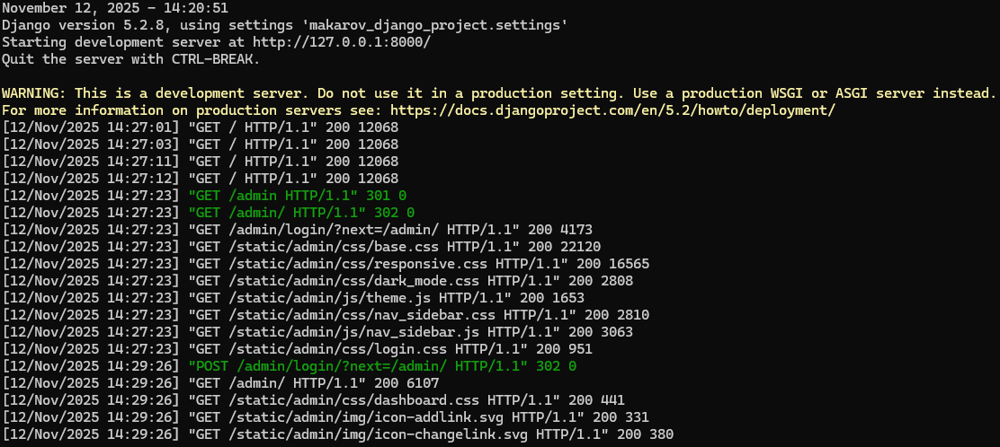 November 12, 2025 - 14:20:51
Django version 5.2.8, using settings 'makarov_django_project.settings'
Starting development server at http://127.0.0.1:8000/
Quit the server with CTRL-BREAK.
WARNING: This is a development server. Do not use it in a production setting. Use a production WSGI or ASGI server instead.
For more information on production servers see: https://docs.djangoproject.com/en/5.2/howto/deployment/
[12/Nov/2025 14:27:01] "GET / HTTP/1.1" 200 12068
[12/Nov/2025 14:27:03] "GET / HTTP/1.1" 200 12068
[12/Nov/2025 14:27:11] "GET / HTTP/1.1" 200 12068
[12/Nov/2025 14:27:12] "GET / HTTP/1.1" 200 12068
[12/Nov/2025 14:27:23] "GET /admin HTTP/1.1" 301 0
[12/Nov/2025 14:27:23] "GET /admin/ HTTP/1.1" 302 0
[12/Nov/2025 14:27:23] "GET /admin/login/?next=/admin/ HTTP/1.1" 200 4173
[12/Nov/2025 14:27:23] "GET /static/admin/css/base.css HTTP/1.1" 200 22120
[12/Nov/2025 14:27:23] "GET /static/admin/css/responsive.css HTTP/1.1" 200 16565
[12/Nov/2025 14:27:23] "GET /static/admin/css/dark_mode.css HTTP/1.1" 200 2808
[12/Nov/2025 14:27:23] "GET /static/admin/js/theme.js HTTP/1.1" 200 1653
[12/Nov/2025 14:27:23] "GET /static/admin/css/nav_sidebar.css HTTP/1.1" 200 2810
[12/Nov/2025 14:27:23] "GET /static/admin/js/nav_sidebar.js HTTP/1.1" 200 3063
[12/Nov/2025 14:27:23] "GET /static/admin/css/login.css HTTP/1.1" 200 951
[12/Nov/2025 14:29:26] "POST /admin/login/?next=/admin/ HTTP/1.1" 302 0
[12/Nov/2025 14:29:26] "GET /admin/ HTTP/1.1" 200 6107
[12/Nov/2025 14:29:26] "GET /static/admin/css/dashboard.css HTTP/1.1" 200 441
[12/Nov/2025 14:29:26] "GET /static/admin/img/icon-addlink.svg HTTP/1.1" 200 331
[12/Nov/2025 14:29:26] "GET /static/admin/img/icon-changelink.svg HTTP/1.1" 200 380